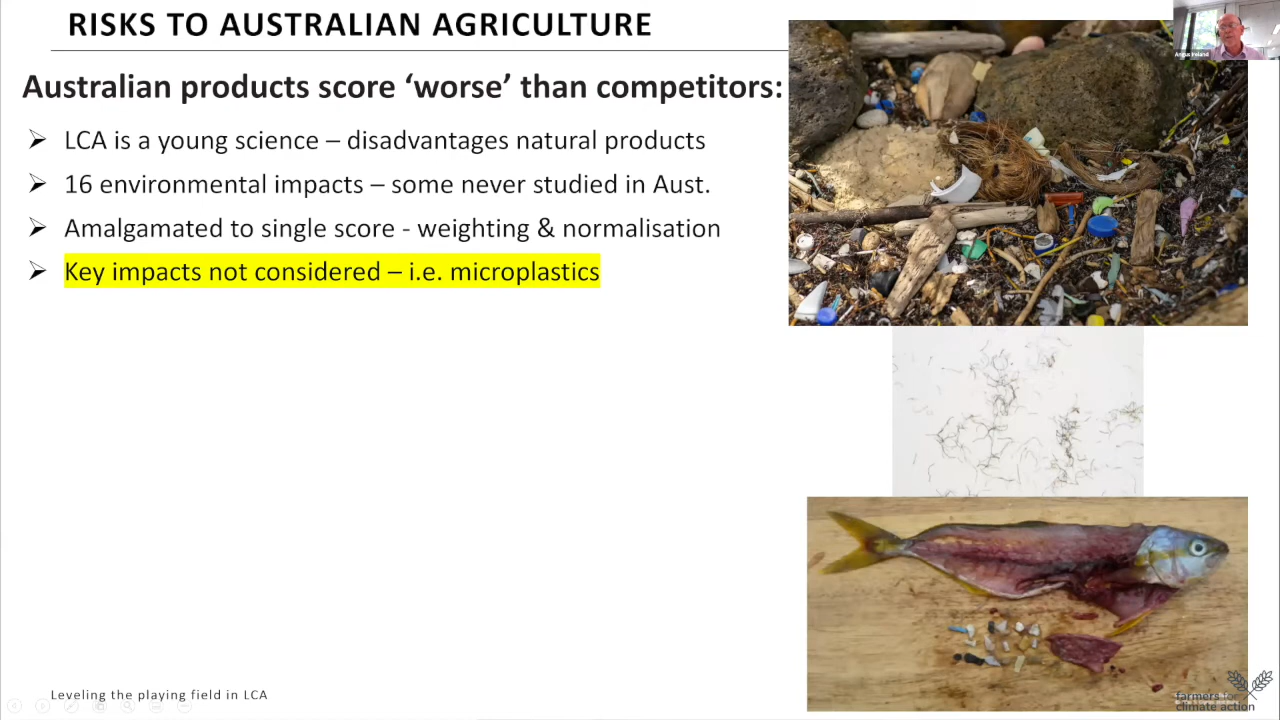 RISKS TO AUSTRALIAN AGRICULTURE
Angus Ireland
Australian products score ‘worse’ than competitors:
➢ LCA is a young science – disadvantages natural products
➢ 16 environmental impacts – some never studied in Aust.
➢ Amalgamated to single score - weighting & normalisation
➢ Key impacts not considered – i.e. microplastics
Leveling the playing field in LCA
farmers for
climate action